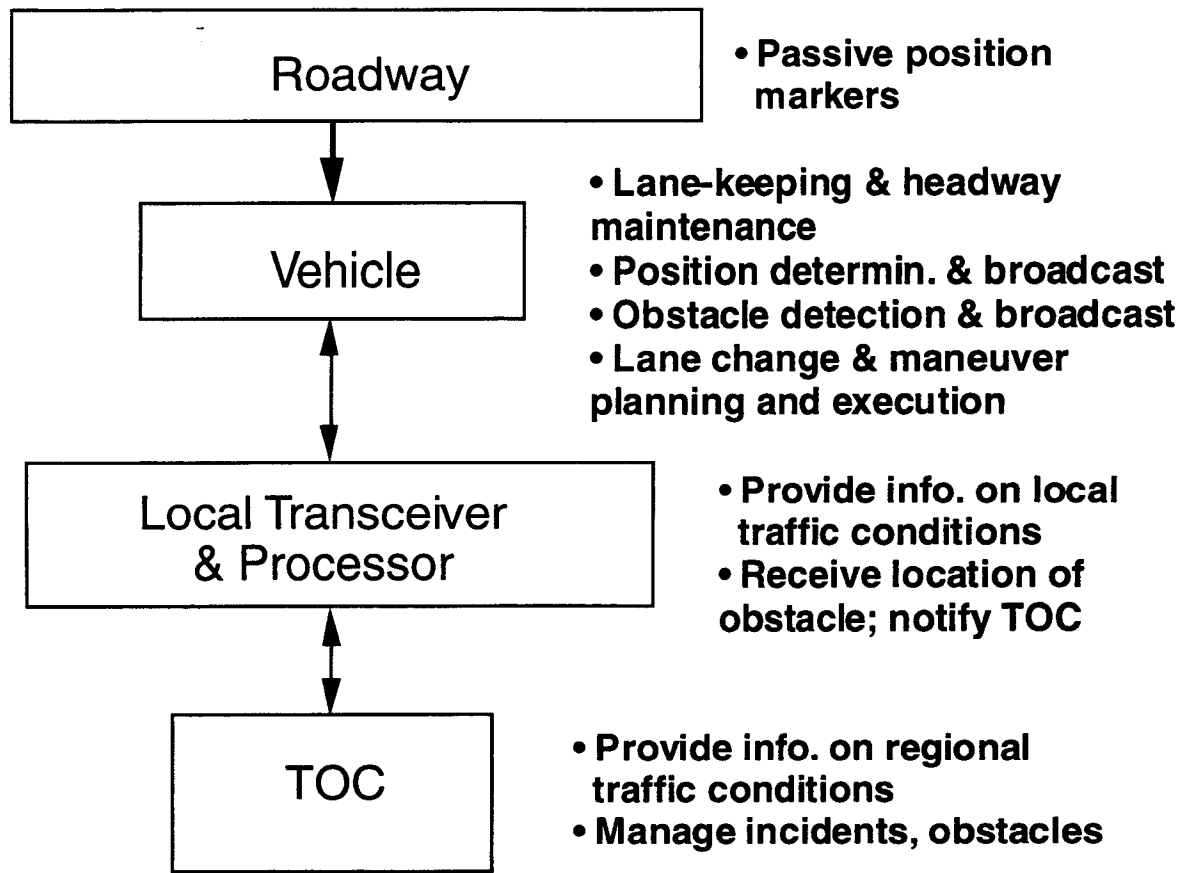 Roadway
• Passive position
markers
Vehicle
• Lane-keeping & headway
maintenance
• Position determin. & broadcast
• Obstacle detection & broadcast
• Lane change & maneuver
planning and execution
Local Transceiver
& Processor
• Provide info. on local
traffic conditions
• Receive location of
obstacle; notify TOC
TOC
• Provide info. on regional
traffic conditions
• Manage incidents, obstacles